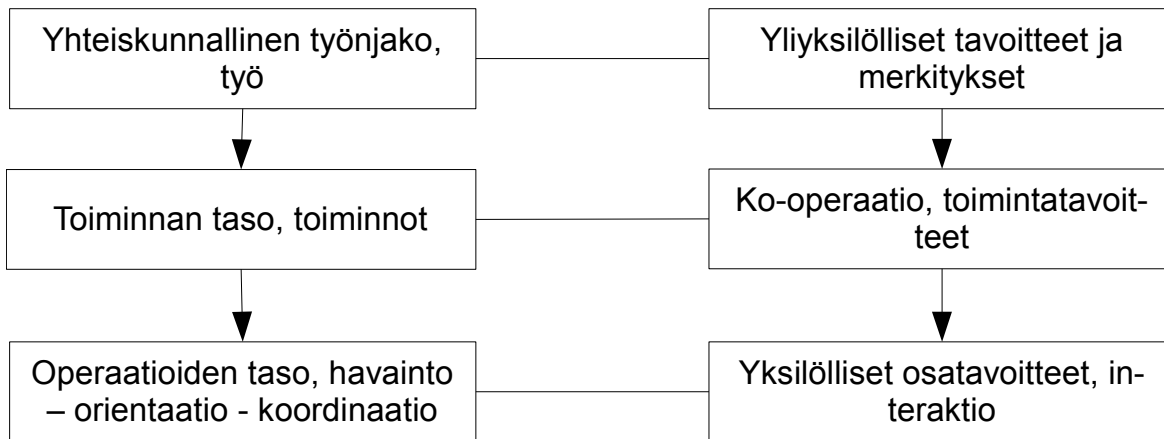 Yhteiskunnallinen työnjako,
työ
Yliyksilölliset tavoitteet ja
merkitykset
Toiminnan taso, toiminnot
Ko-operaatio, toimintatavoit-
teet
Operaatioiden taso, havainto
– orientaatio - koordinaatio
Yksilölliset osatavoitteet, in-
teraktio